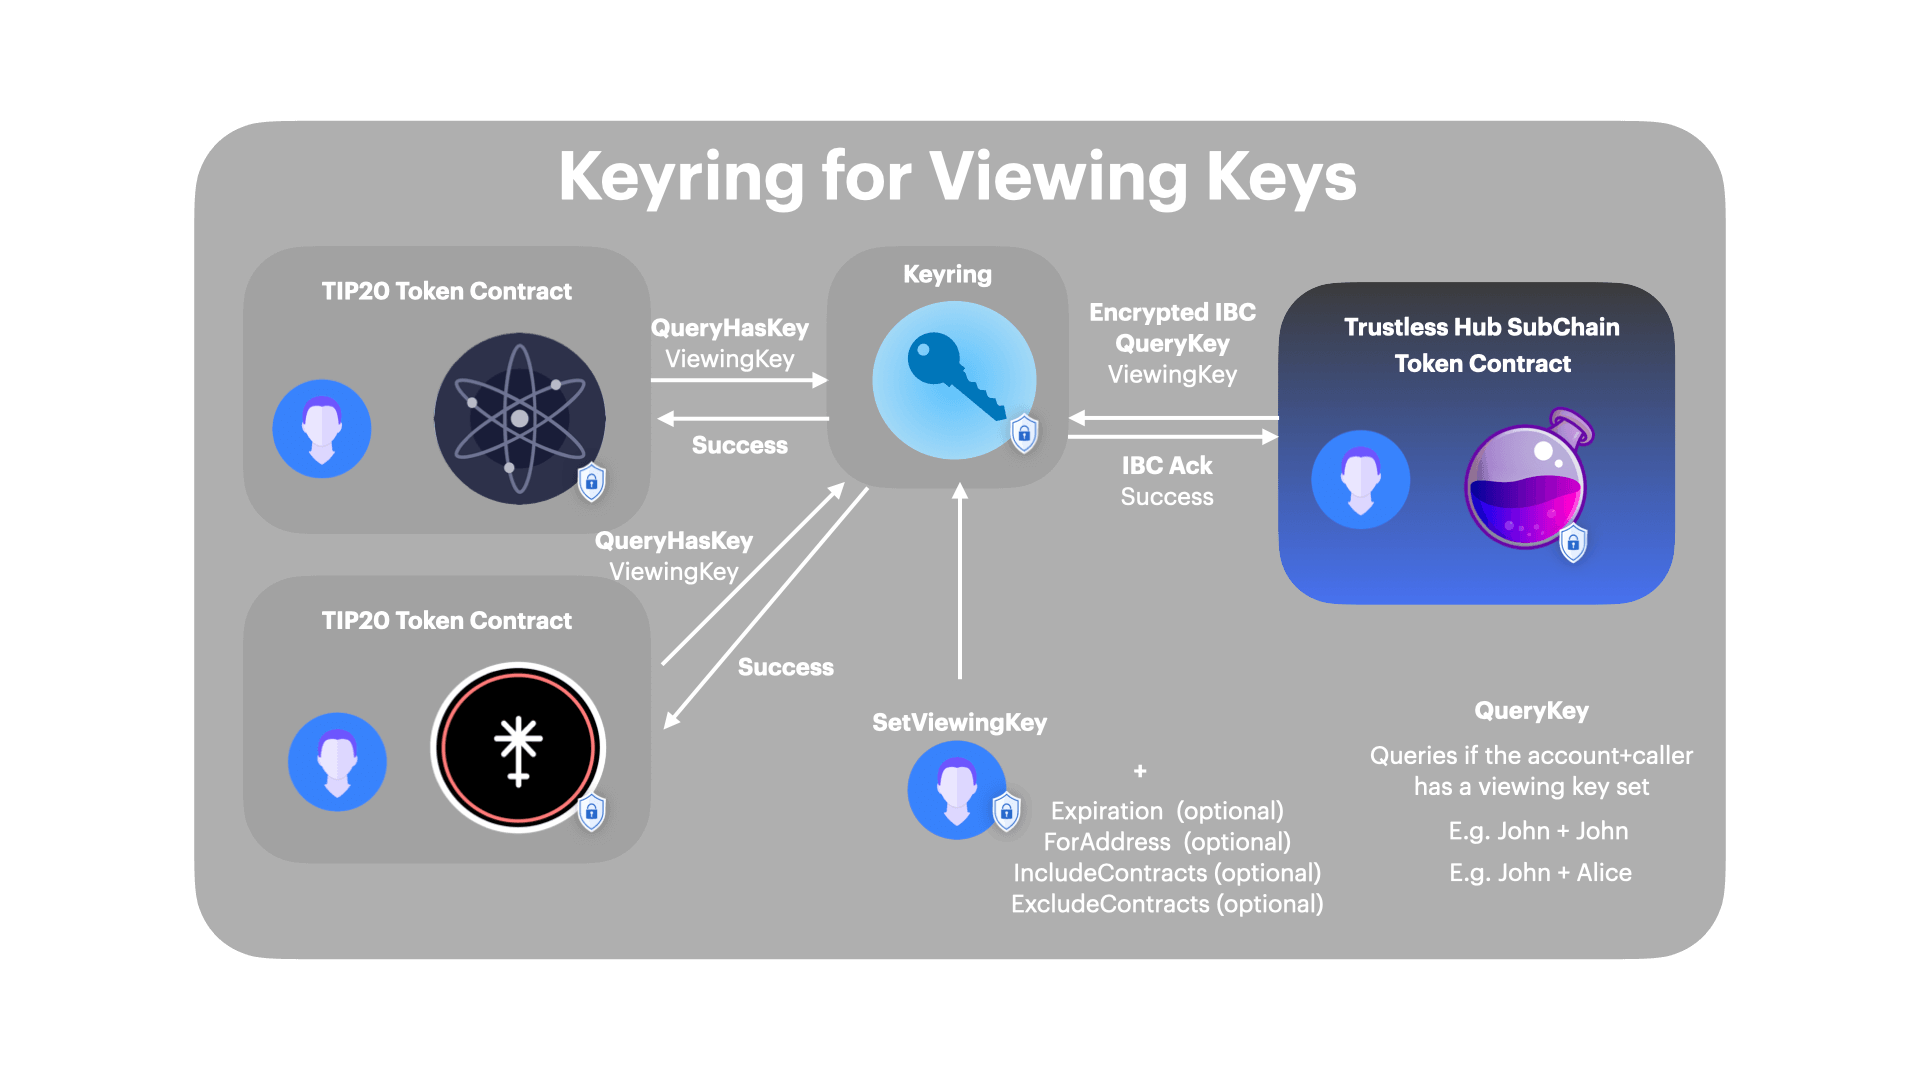 Keyring for Viewing Keys
TIP20 Token Contract
QueryHasKey
ViewingKey
Success
Keyring
Encrypted IBC
QueryKey
ViewingKey
IBC Ack
Success
Trustless Hub SubChain
Token Contract
QueryHasKey
ViewingKey
Success
TIP20 Token Contract
SetViewingKey
+
Expiration (optional)
ForAddress (optional)
IncludeContracts (optional)
ExcludeContracts (optional)
QueryKey
Queries if the account+caller
has a viewing key set
E.g. John + John
E.g. John + Alice